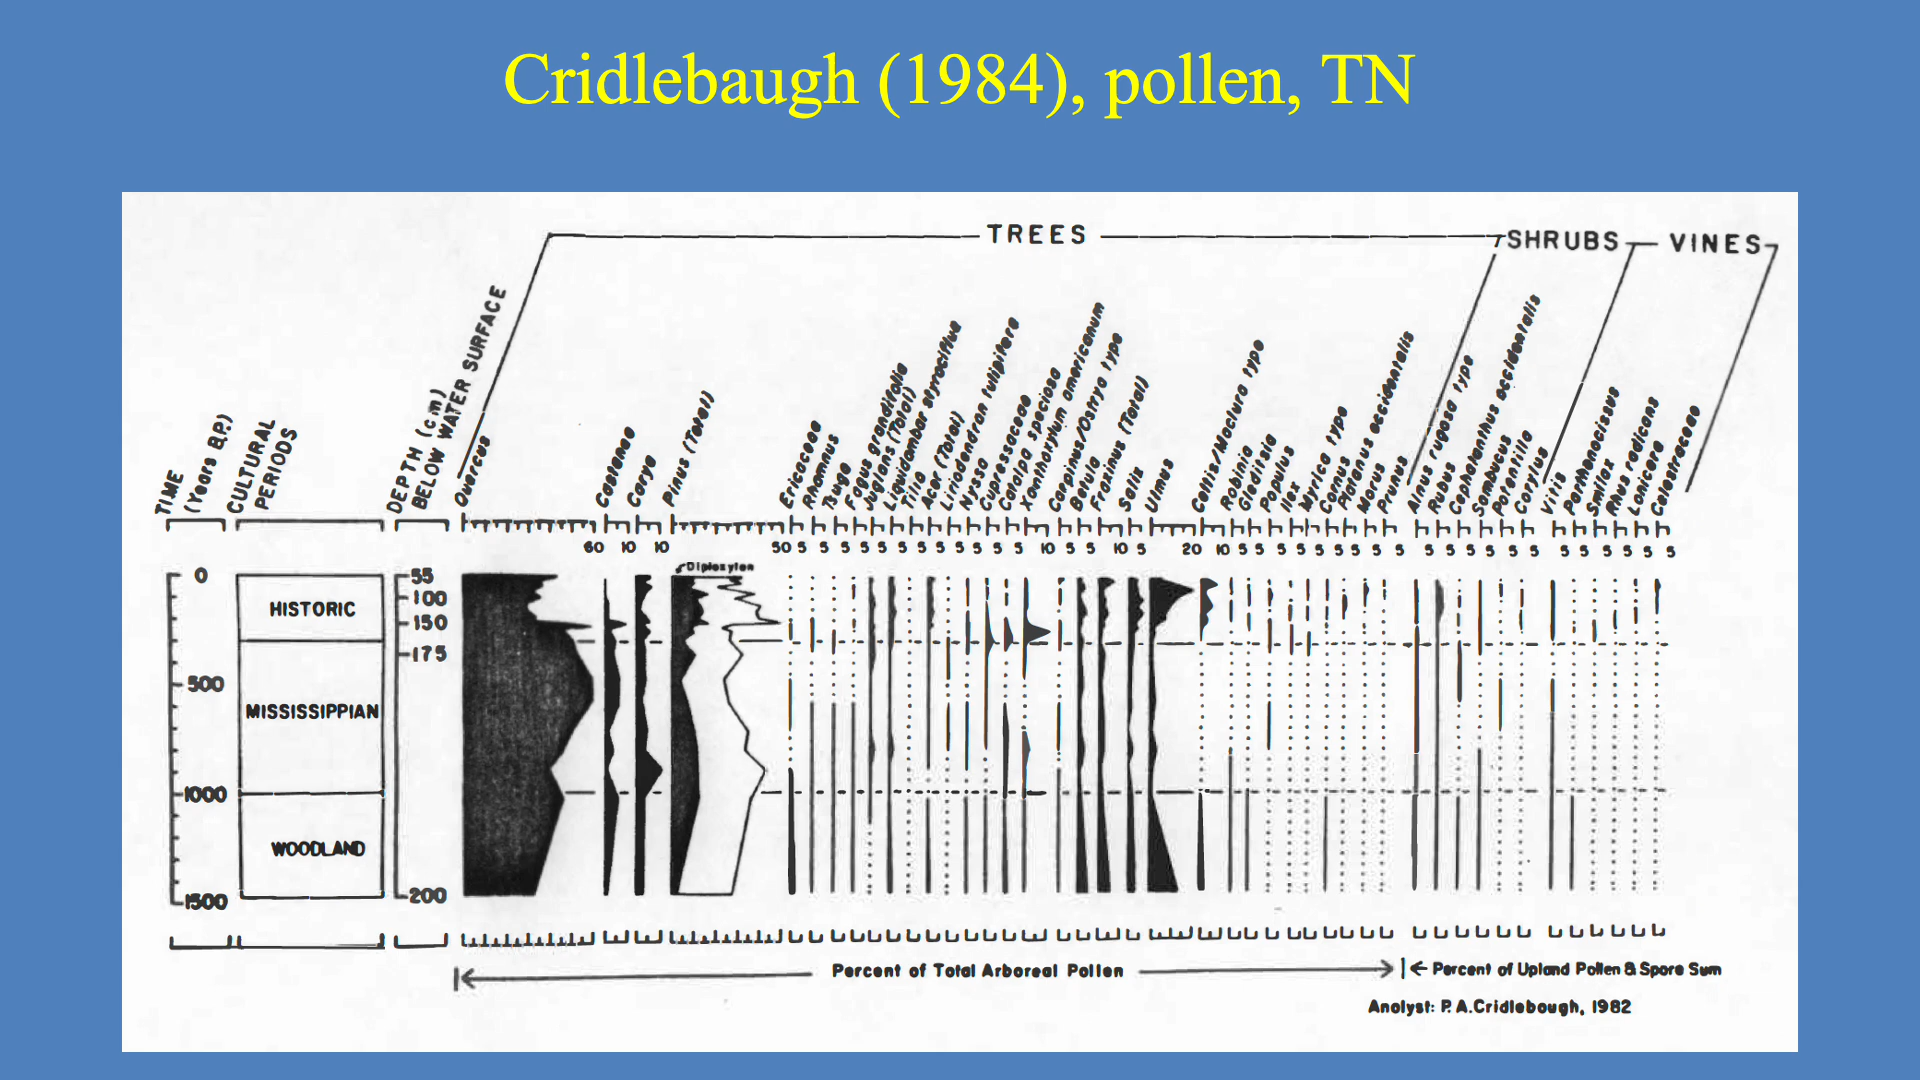 Cridlebaugh (1984), pollen, TN
TREES
SHRUBS
VINES
TIME
(Years B.P.)
CULTURAL
PERIODS
DEPTH (cm)
BELOW WATER SURFACE
Quercus
Castanea
Carya
Pinus (Total)
Ericaceae
Rhamnus
Tsuga
Fagus grandifolia
Juglans (Total)
Liquidambar styraciflua
Tilia
Acer (Total)
Liriodendron tulipifera
Nyssa
Cupressaceae
Catalpa speciosa
Xanthoxylum americanum
Carpinus/Ostrya type
Betula
Fraxinus (Total)
Salix
Ulmus
Celtis/Maclura type
Robinia
Gleditsia
Populus
Ilex
Myrica type
Cornus
Platanus occidentalis
Morus
Prunus
Alnus rugosa type
Rubus
Cephalanthus occidentalis
Sambucus
Potentilla
Corylus
Vitis
Parthenocissus
Smilax
Rhus radicans
Lonicera
Celastraceae
60 10 10 50 5 5 5 5 5 5 5 5 5 5 5 5 10 5 5 10 5 20 10 5 5 5 5 5 5 5 5 5 5 5 5 5 5 5 5 5 5 5 5 5
Diploxylon
0
500
1000
1500
HISTORIC
MISSISSIPPIAN
WOODLAND
55
100
150
175
200
Percent of Total Arboreal Pollen
Percent of Upland Pollen & Spore Sum
Analyst: P. A. Cridlebaugh, 1982